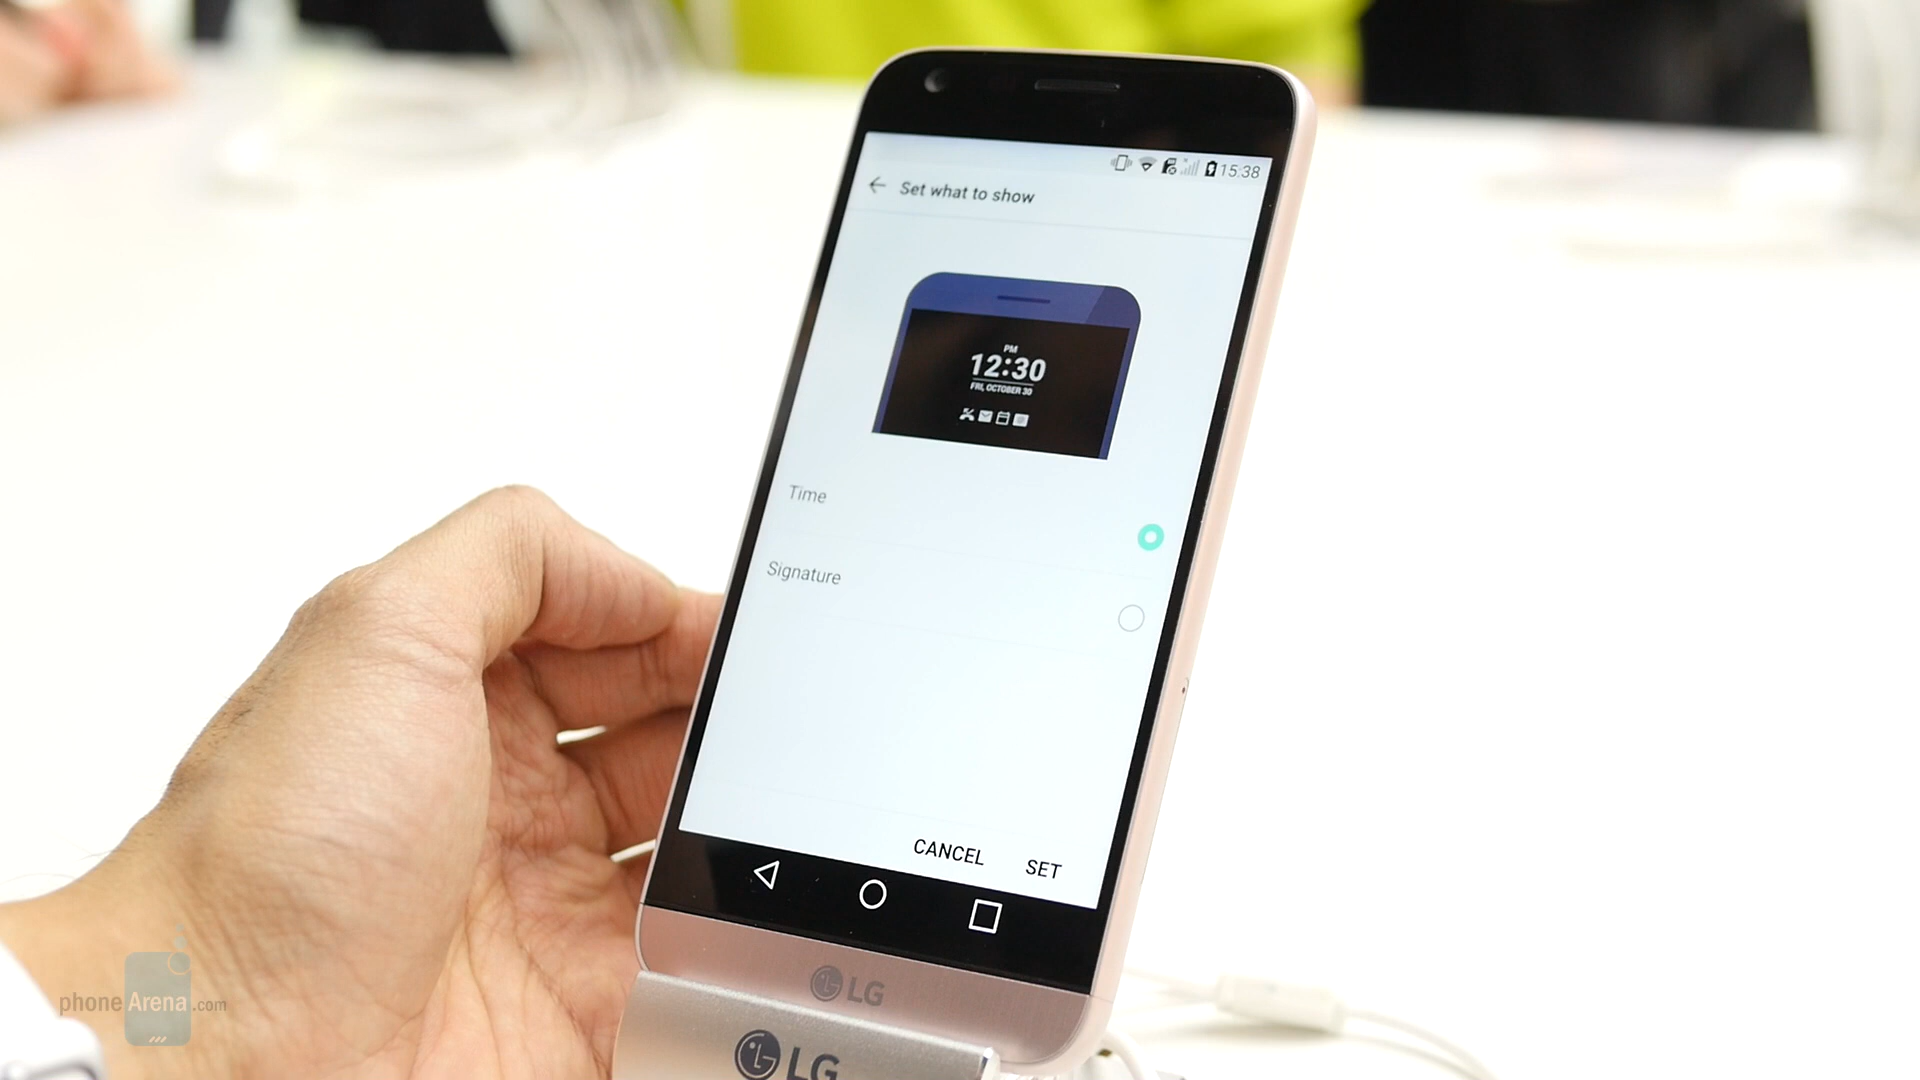 15:38
Set what to show
PM
12:30
FRI, OCTOBER 30
Time
Signature
CANCEL SET
LG
LG
phoneArena.com